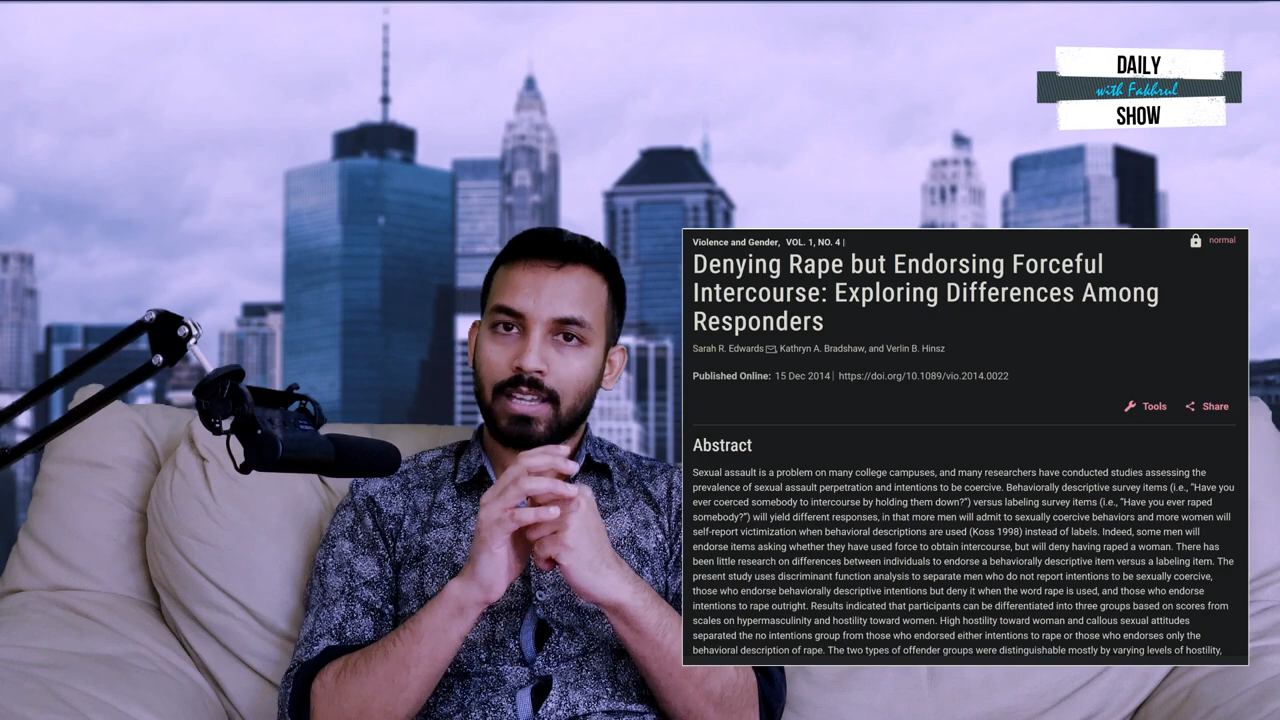 DAILY
with Fakhrul
SHOW
Violence and Gender, VOL. 1, NO. 4 |
normal
Denying Rape but Endorsing Forceful
Intercourse: Exploring Differences Among
Responders
Sarah R. Edwards, Kathryn A. Bradshaw, and Verlin B. Hinsz
Published Online: 15 Dec 2014 | https://doi.org/10.1089/vio.2014.0022
Tools Share
Abstract
Sexual assault is a problem on many college campuses, and many researchers have conducted studies assessing the
prevalence of sexual assault perpetration and intentions to be coercive. Behaviorally descriptive survey items (i.e., “Have you
ever coerced somebody to intercourse by holding them down?”) versus labeling survey items (i.e., “Have you ever raped
somebody?”) will yield different responses, in that more men will admit to sexually coercive behaviors and more women will
self-report victimization when behavioral descriptions are used (Koss 1998) instead of labels. Indeed, some men will
endorse items asking whether they have used force to obtain intercourse, but will deny having raped a woman. There has
been little research on differences between individuals to endorse a behaviorally descriptive item versus a labeling item. The
present study uses discriminant function analysis to separate men who do not report intentions to be sexually coercive,
those who endorse behaviorally descriptive intentions but deny it when the word rape is used, and those who endorse
intentions to rape outright. Results indicated that participants can be differentiated into three groups based on scores from
scales on hypermasculinity and hostility toward women. High hostility toward woman and callous sexual attitudes
separated the no intentions group from those who endorsed either intentions to rape or those who endorses only the
behavioral description of rape. The two types of offender groups were distinguishable mostly by varying levels of hostility,